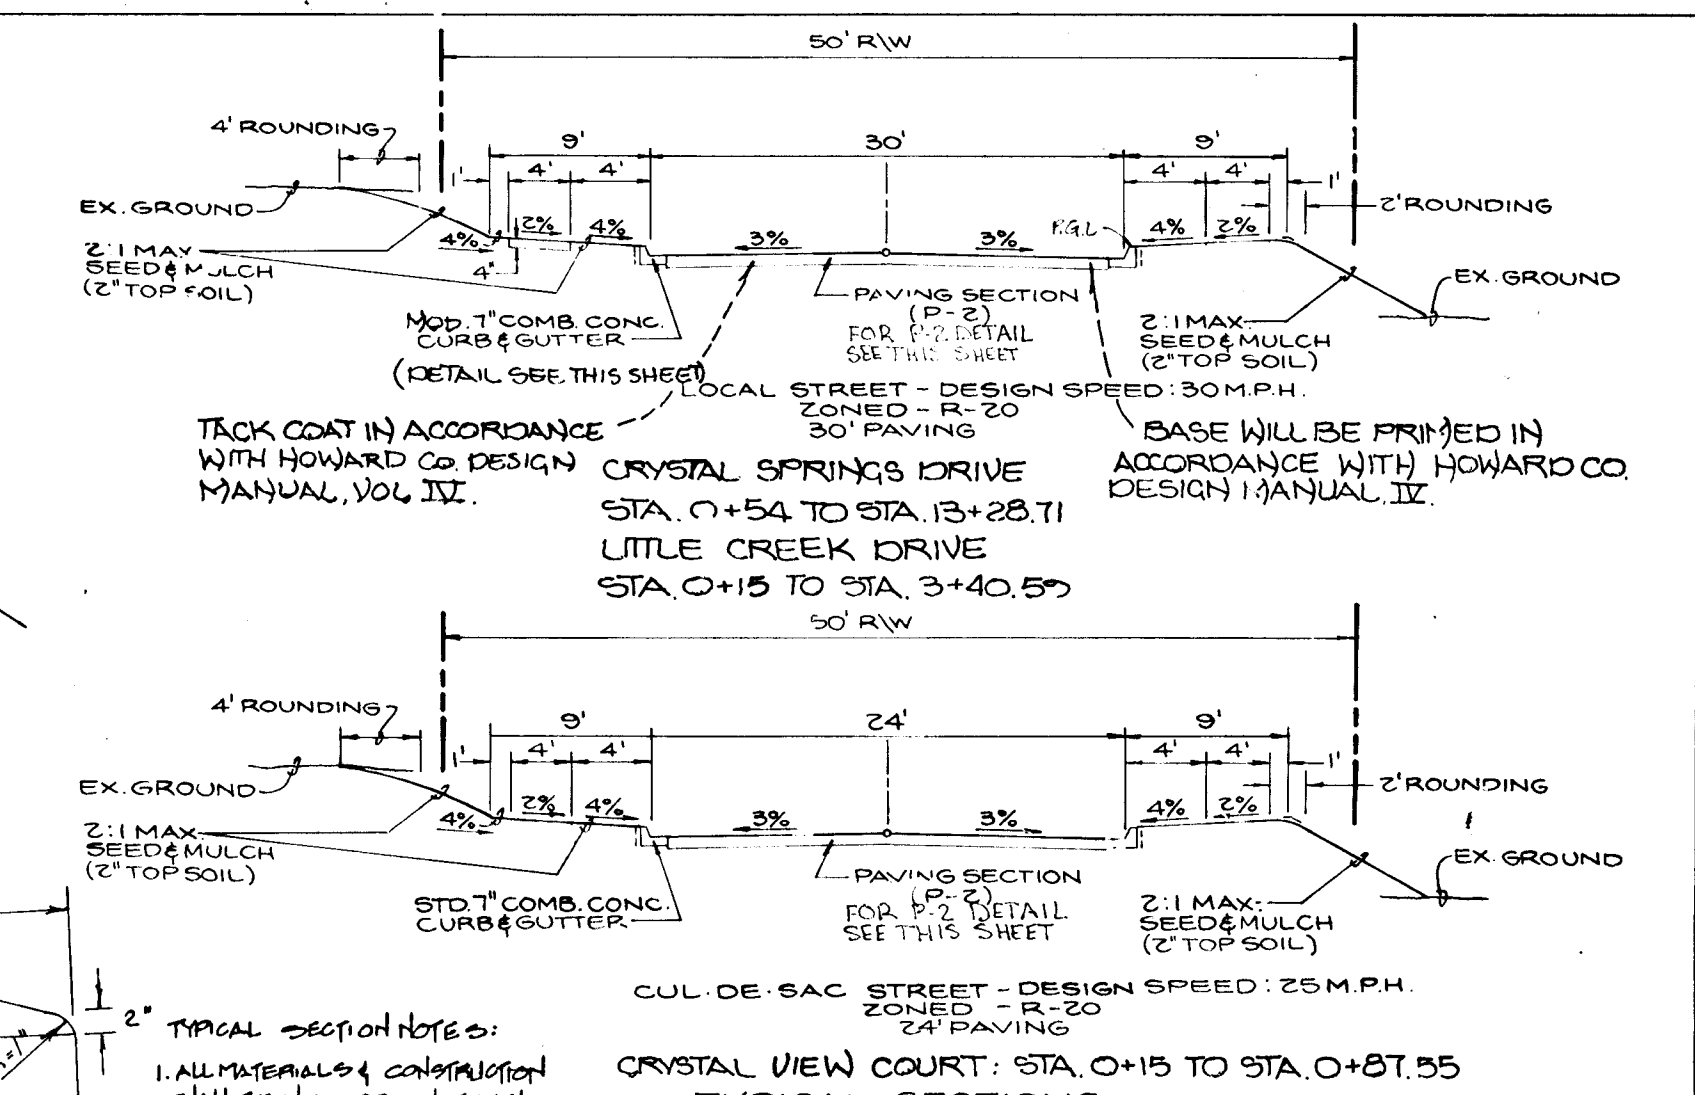 50' R\W
4' ROUNDING
9'
30'
9'
1'
4'
4'
4'
4'
1'
EX. GROUND
2'ROUNDING
P.G.L
4%
2%
4%
3%
3%
4%
2%
4"
2:1 MAX
SEED & MULCH
(2" TOP SOIL)
EX. GROUND
MOD. 7" COMB. CONC.
CURB & GUTTER
(DETAIL SEE THIS SHEET)
PAVING SECTION
(P-2)
FOR P-2 DETAIL
SEE THIS SHEET
2:1 MAX.
SEED & MULCH
(2" TOP SOIL)
LOCAL STREET - DESIGN SPEED: 30 M.P.H.
ZONED - R-20
30' PAVING
TACK COAT IN ACCORDANCE
WITH HOWARD CO. DESIGN
MANUAL, VOL IV.
BASE WILL BE PRIMED IN
ACCORDANCE WITH HOWARD CO.
DESIGN MANUAL, IV.
CRYSTAL SPRINGS DRIVE
STA. 0+54 TO STA. 13+28.71
LITTLE CREEK DRIVE
STA. 0+15 TO STA. 3+40.59
50' R\W
4' ROUNDING
9'
24'
9'
1'
4'
4'
4'
4'
1'
EX. GROUND
2' ROUNDING
4%
2%
4%
3%
3%
4%
2%
2:1 MAX.
SEED & MULCH
(2" TOP SOIL)
EX. GROUND
STD. 7" COMB. CONC.
CURB & GUTTER
PAVING SECTION
(P-2)
FOR P-2 DETAIL
SEE THIS SHEET
2:1 MAX.
SEED & MULCH
(2" TOP SOIL)
CUL·DE·SAC STREET - DESIGN SPEED: 25 M.P.H.
ZONED - R-20
24' PAVING
2"
TYPICAL SECTION NOTES:
1. ALL MATERIALS & CONSTRUCTION
CRYSTAL VIEW COURT: STA. 0+15 TO STA. 0+87.55
TYPICAL SECTIONS